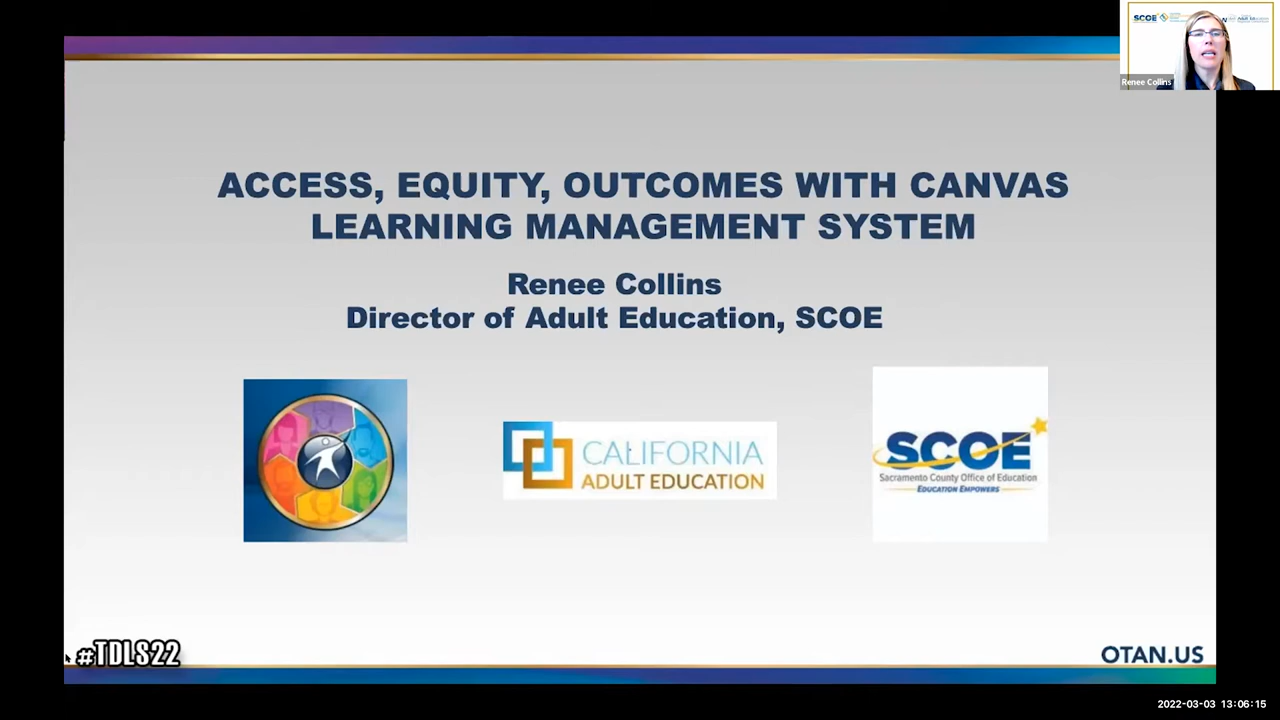 SCOE
Renee Collins
ACCESS, EQUITY, OUTCOMES WITH CANVAS
LEARNING MANAGEMENT SYSTEM
Renee Collins
Director of Adult Education, SCOE
CALIFORNIA
ADULT EDUCATION
SCOE
Sacramento County Office of Education
EDUCATION EMPOWERS
#TDLS22
OTAN.US
2022-03-03 13:06:15